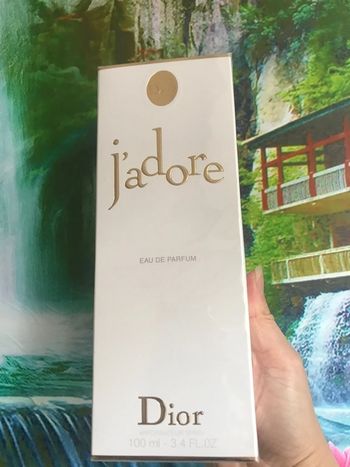 j'adore
EAU DE PARFUM
Dior
100 ml - 3.4 FL.OZ